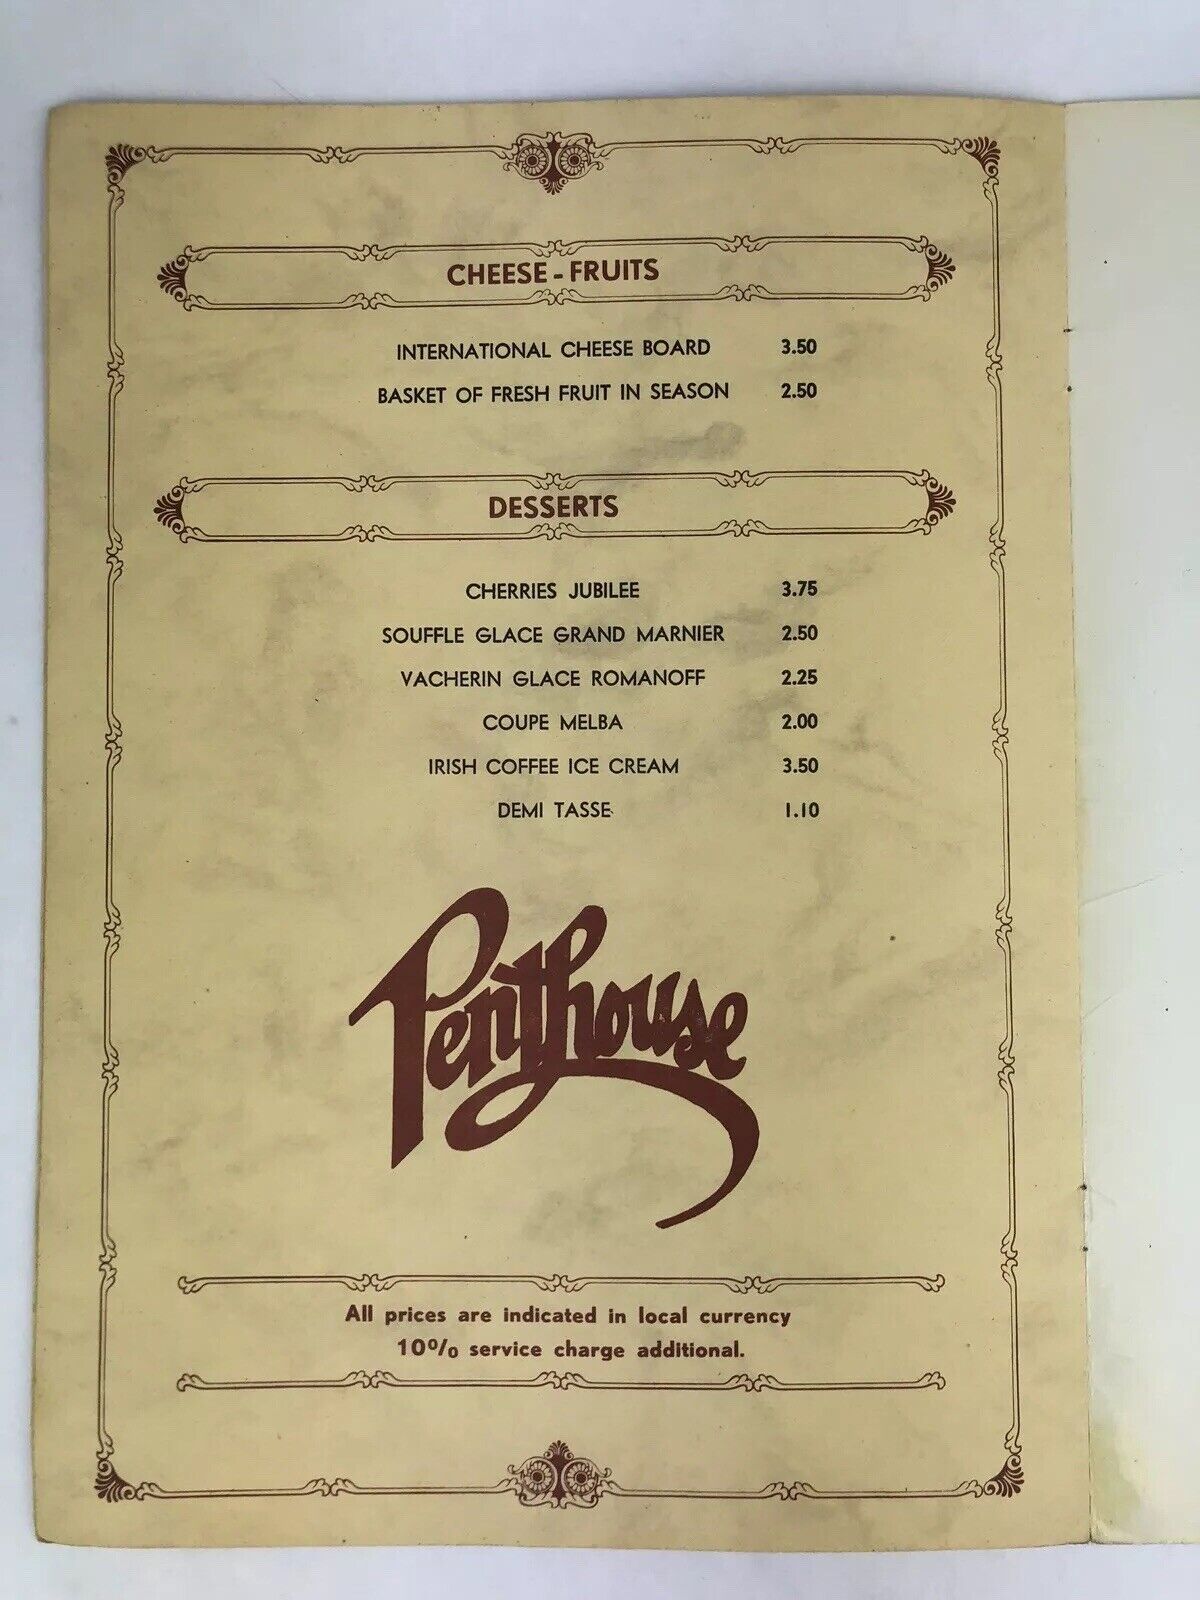 CHEESE - FRUITS
INTERNATIONAL CHEESE BOARD 3.50
BASKET OF FRESH FRUIT IN SEASON 2.50
DESSERTS
CHERRIES JUBILEE 3.75
SOUFFLE GLACE GRAND MARNIER 2.50
VACHERIN GLACE ROMANOFF 2.25
COUPE MELBA 2.00
IRISH COFFEE ICE CREAM 3.50
DEMI TASSE 1.10
Penthouse
All prices are indicated in local currency
10% service charge additional.